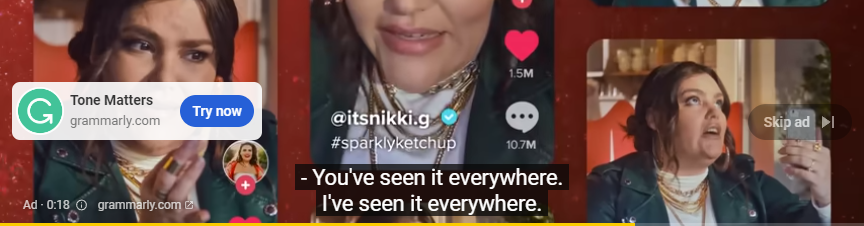 Tone Matters
grammarly.com
Try now
1.5M
@itsnikki.g
#sparklyketchup
10.7M
Skip ad
- You've seen it everywhere.
I've seen it everywhere.
Ad · 0:18
grammarly.com